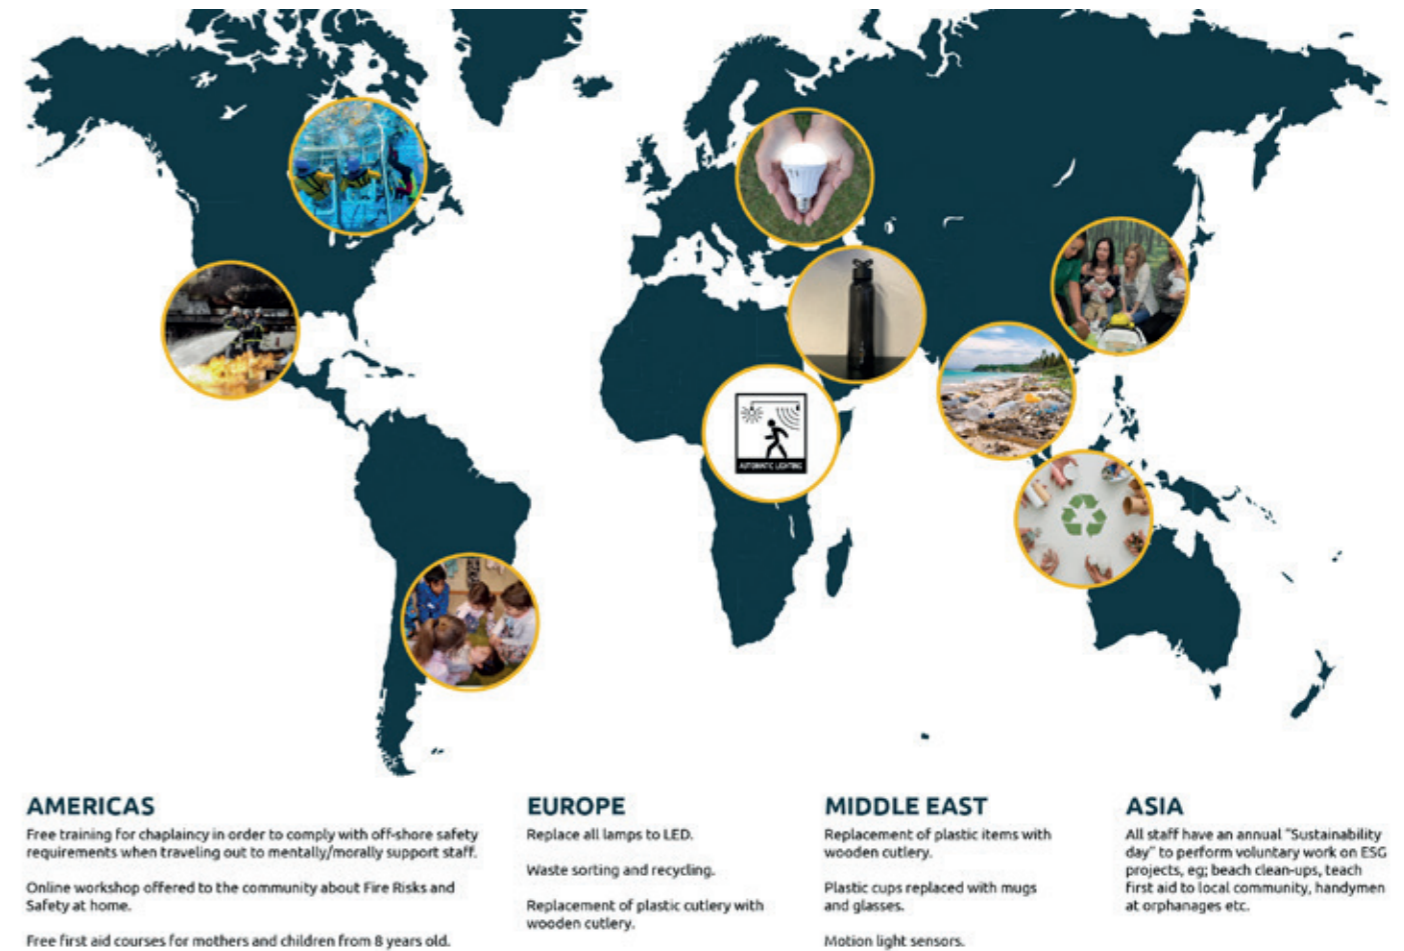 AUTOMATIC LIGHTING
AMERICAS
Free training for chaplaincy in order to comply with off-shore safety
requirements when traveling out to mentally/morally support staff.
Online workshop offered to the community about Fire Risks and
Safety at home.
Free first aid courses for mothers and children from 8 years old.
EUROPE
Replace all lamps to LED.
Waste sorting and recycling.
Replacement of plastic cutlery with
wooden cutlery.
MIDDLE EAST
Replacement of plastic items with
wooden cutlery.
Plastic cups replaced with mugs
and glasses.
Motion light sensors.
ASIA
All staff have an annual “Sustainability
day” to perform voluntary work on ESG
projects, eg; beach clean-ups, teach
first aid to local community, handymen
at orphanages etc.